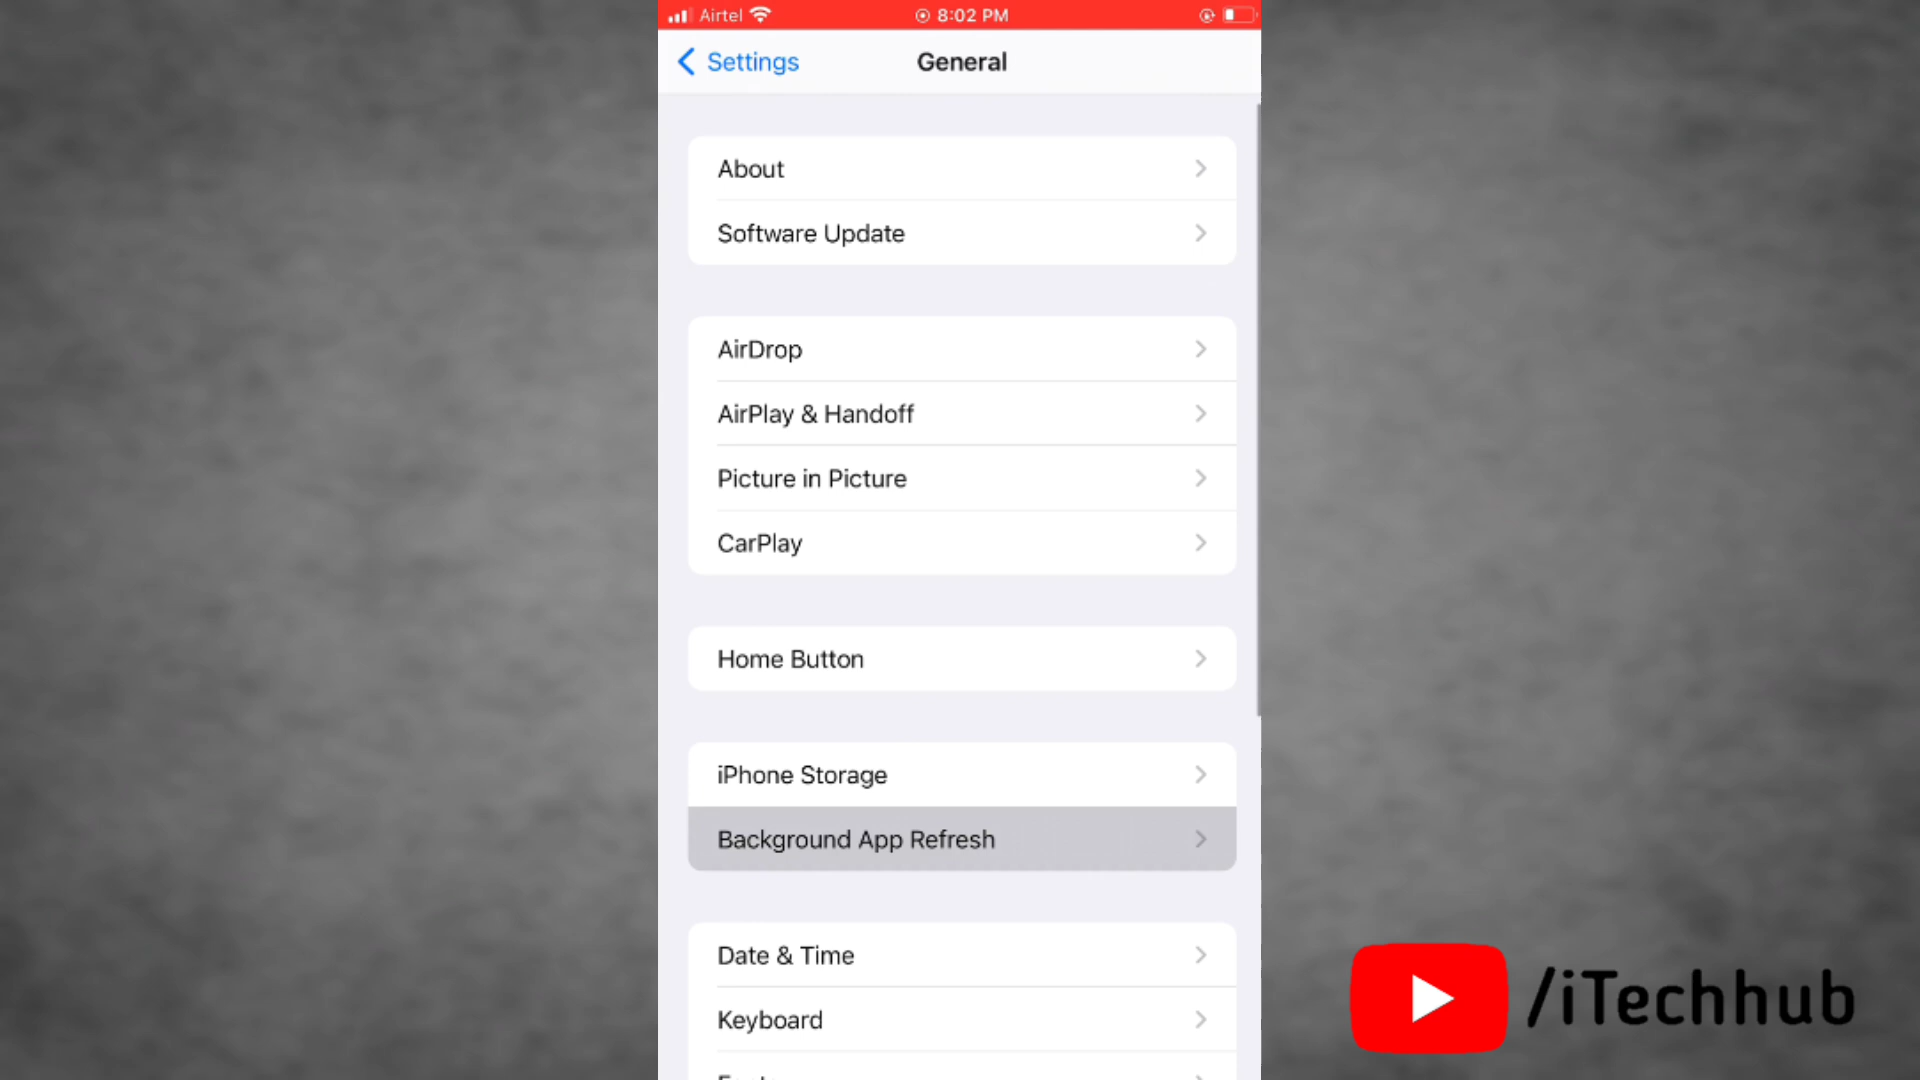 Airtel 8:02 PM
Settings General
About
Software Update
AirDrop
AirPlay & Handoff
Picture in Picture
CarPlay
Home Button
iPhone Storage
Background App Refresh
Date & Time
Keyboard
/iTechhub